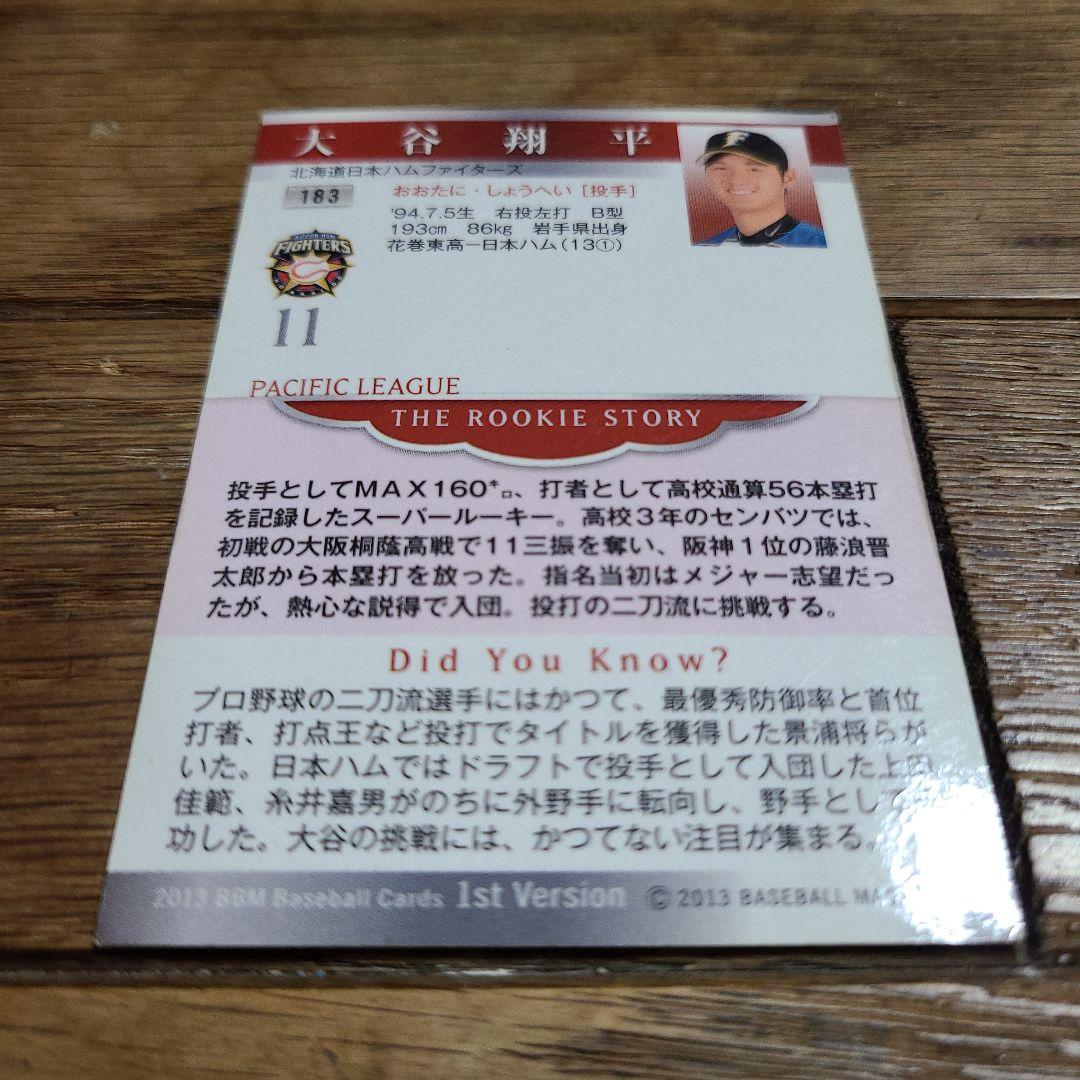 大谷翔平
北海道日本ハムファイターズ
183
おおたに・しょうへい [投手]
'94.7.5生 右投左打 B型
193cm 86kg 岩手県出身
花巻東高ー日本ハム(13①)
FIGHTERS
11
PACIFIC LEAGUE
THE ROOKIE STORY
投手としてMAX160㌔、打者として高校通算56本塁打
を記録したスーパールーキー。高校3年のセンバツでは、
初戦の大阪桐蔭高戦で11三振を奪い、阪神1位の藤浪晋
太郎から本塁打を放った。指名当初はメジャー志望だっ
たが、熱心な説得で入団。投打の二刀流に挑戦する。
Did You Know?
プロ野球の二刀流選手にはかつて、最優秀防御率と首位
打者、打点王など投打でタイトルを獲得した景浦将らが
いた。日本ハムではドラフトで投手として入団した上田
佳範、糸井嘉男がのちに外野手に転向し、野手として
功した。大谷の挑戦には、かつてない注目が集まる。
2013 BBM Baseball Cards 1st Version © 2013 BASEBALL